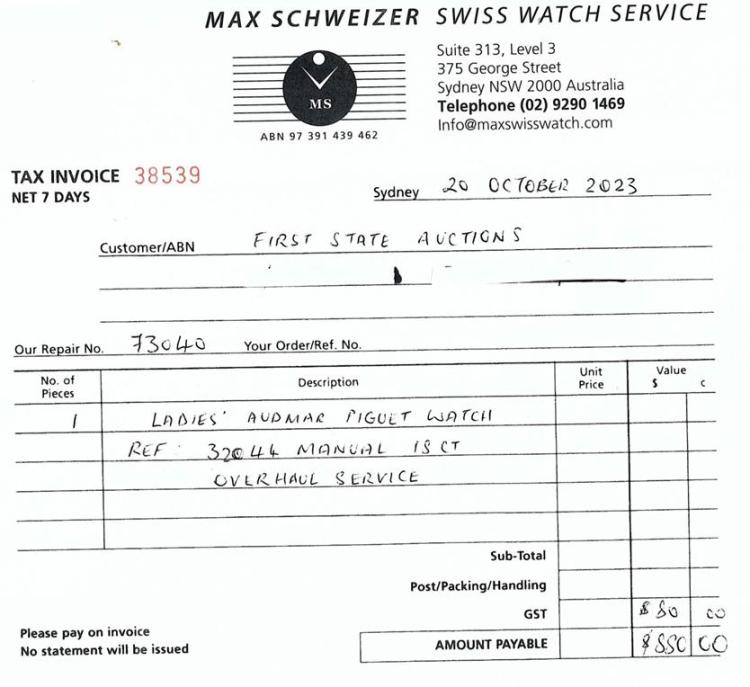 MAX SCHWEIZER SWISS WATCH SERVICE
MS
ABN 97 391 439 462
Suite 313, Level 3
375 George Street
Sydney NSW 2000 Australia
Telephone (02) 9290 1469
Info@maxswisswatch.com
TAX INVOICE 38539
NET 7 DAYS
Sydney 20 OCTOBER 2023
Customer/ABN FIRST STATE AUCTIONS
Our Repair No. 73040 Your Order/Ref. No.
No. of Pieces Description Unit Price Value $ c
1 LADIES' AUDMAR PIGUET WATCH
REF: 32044 MANUAL 18 CT
OVERHAUL SERVICE
Sub-Total
Post/Packing/Handling
GST $ 80 00
AMOUNT PAYABLE $880 00
Please pay on invoice
No statement will be issued